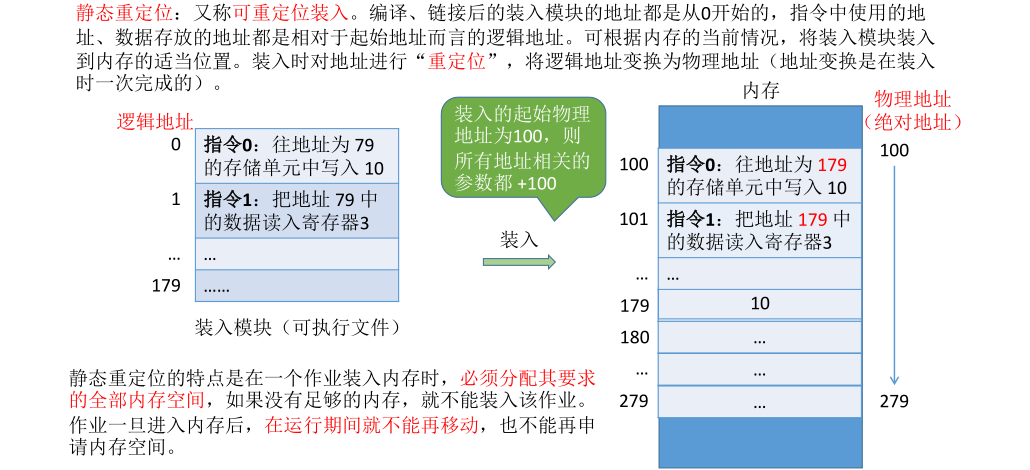 静态重定位：又称可重定位装入。编译、链接后的装入模块的地址都是从0开始的，指令中使用的地
址、数据存放的地址都是相对于起始地址而言的逻辑地址。可根据内存的当前情况，将装入模块装入
到内存的适当位置。装入时对地址进行“重定位”，将逻辑地址变换为物理地址（地址变换是在装入
时一次完成的）。
逻辑地址
0
指令0：往地址为 79
的存储单元中写入 10
1
指令1：把地址 79 中
的数据读入寄存器3
...
...
179
......
装入模块（可执行文件）
装入的起始物理
地址为100，则
所有地址相关的
参数都 +100
装入
内存
物理地址
（绝对地址）
100
指令0：往地址为 179
的存储单元中写入 10
101
指令1：把地址 179 中
的数据读入寄存器3
...
...
179
10
180
...
...
...
279
...
100
279
静态重定位的特点是在一个作业装入内存时，必须分配其要求
的全部内存空间，如果没有足够的内存，就不能装入该作业。
作业一旦进入内存后，在运行期间就不能再移动，也不能再申
请内存空间。